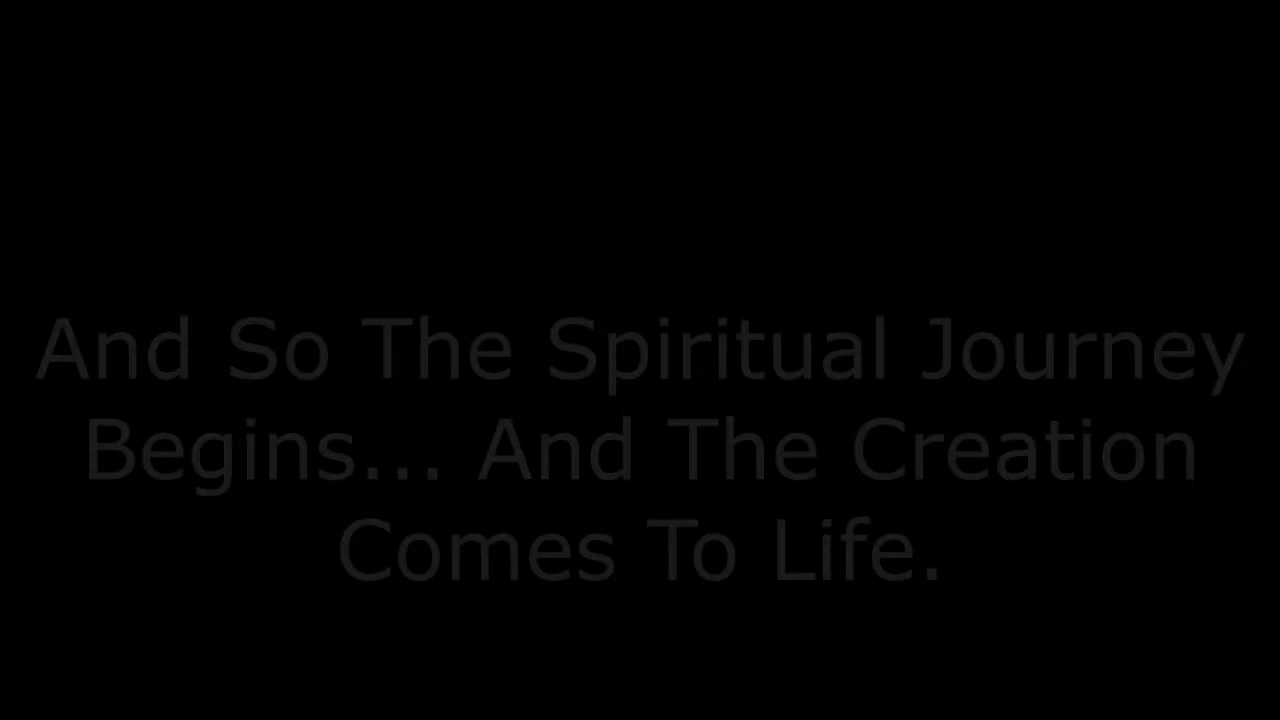 And So The Spiritual Journey
Begins... And The Creation
Comes To Life.